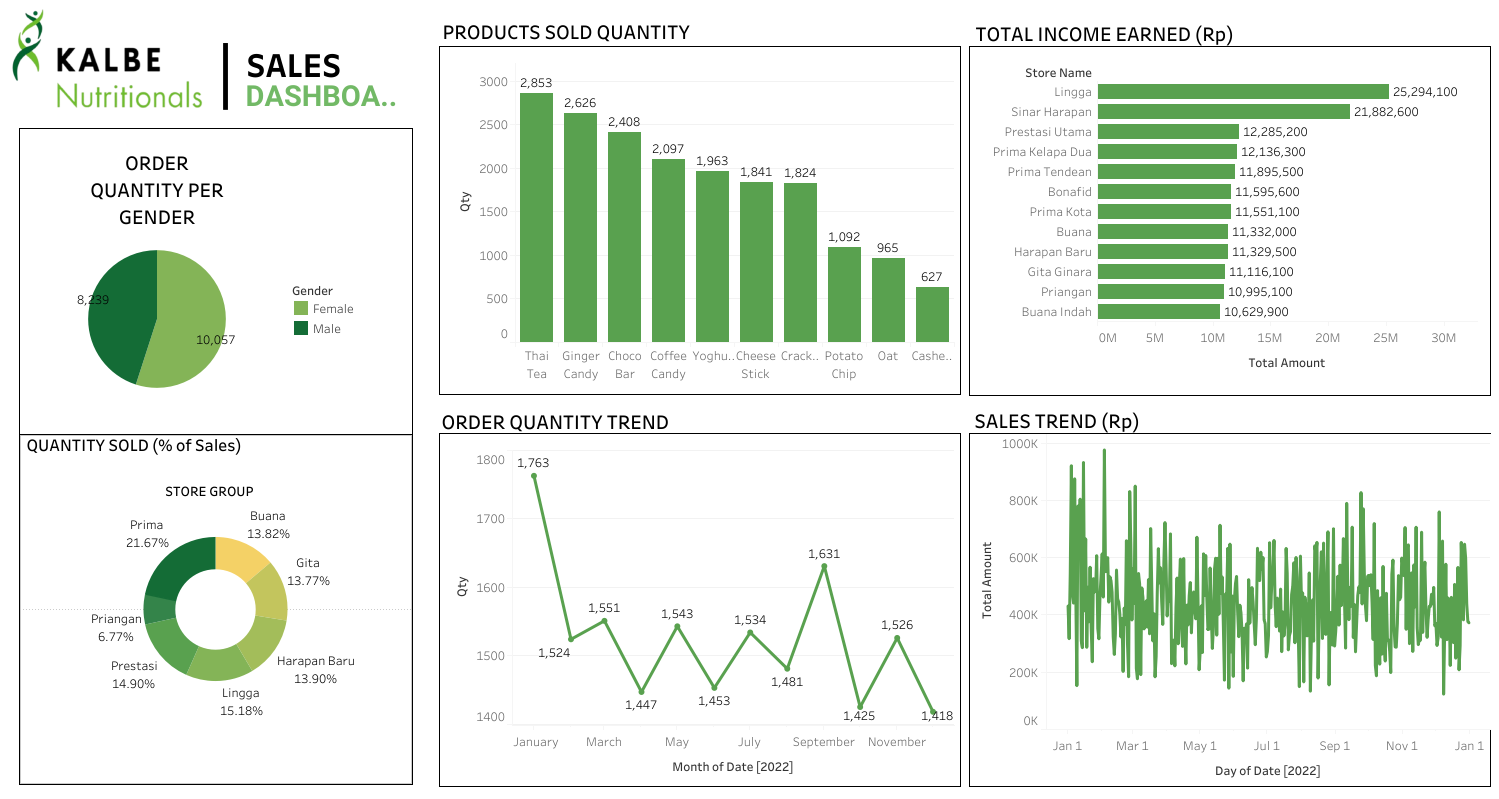 KALBE
Nutritionals
SALES
DASHBOA..
ORDER
QUANTITY PER
GENDER
8,239
10,057
Gender
Female
Male
QUANTITY SOLD (% of Sales)
STORE GROUP
Buana
13.82%
Gita
13.77%
Harapan Baru
13.90%
Lingga
15.18%
Prestasi
14.90%
Priangan
6.77%
Prima
21.67%
PRODUCTS SOLD QUANTITY
Qty
3000
2500
2000
1500
1000
500
0
2,853
2,626
2,408
2,097
1,963
1,841
1,824
1,092
965
627
Thai
Tea
Ginger
Candy
Choco
Bar
Coffee
Candy
Yoghu..
Cheese
Stick
Crack..
Potato
Chip
Oat
Cashe..
TOTAL INCOME EARNED (Rp)
Store Name
Lingga 25,294,100
Sinar Harapan 21,882,600
Prestasi Utama 12,285,200
Prima Kelapa Dua 12,136,300
Prima Tendean 11,895,500
Bonafid 11,595,600
Prima Kota 11,551,100
Buana 11,332,000
Harapan Baru 11,329,500
Gita Ginara 11,116,100
Priangan 10,995,100
Buana Indah 10,629,900
0M 5M 10M 15M 20M 25M 30M
Total Amount
ORDER QUANTITY TREND
Qty
1800
1700
1600
1500
1400
1,763
1,524
1,551
1,447
1,543
1,453
1,534
1,481
1,631
1,425
1,526
1,418
January March May July September November
Month of Date [2022]
SALES TREND (Rp)
Total Amount
1000K
800K
600K
400K
200K
0K
Jan 1 Mar 1 May 1 Jul 1 Sep 1 Nov 1 Jan 1
Day of Date [2022]